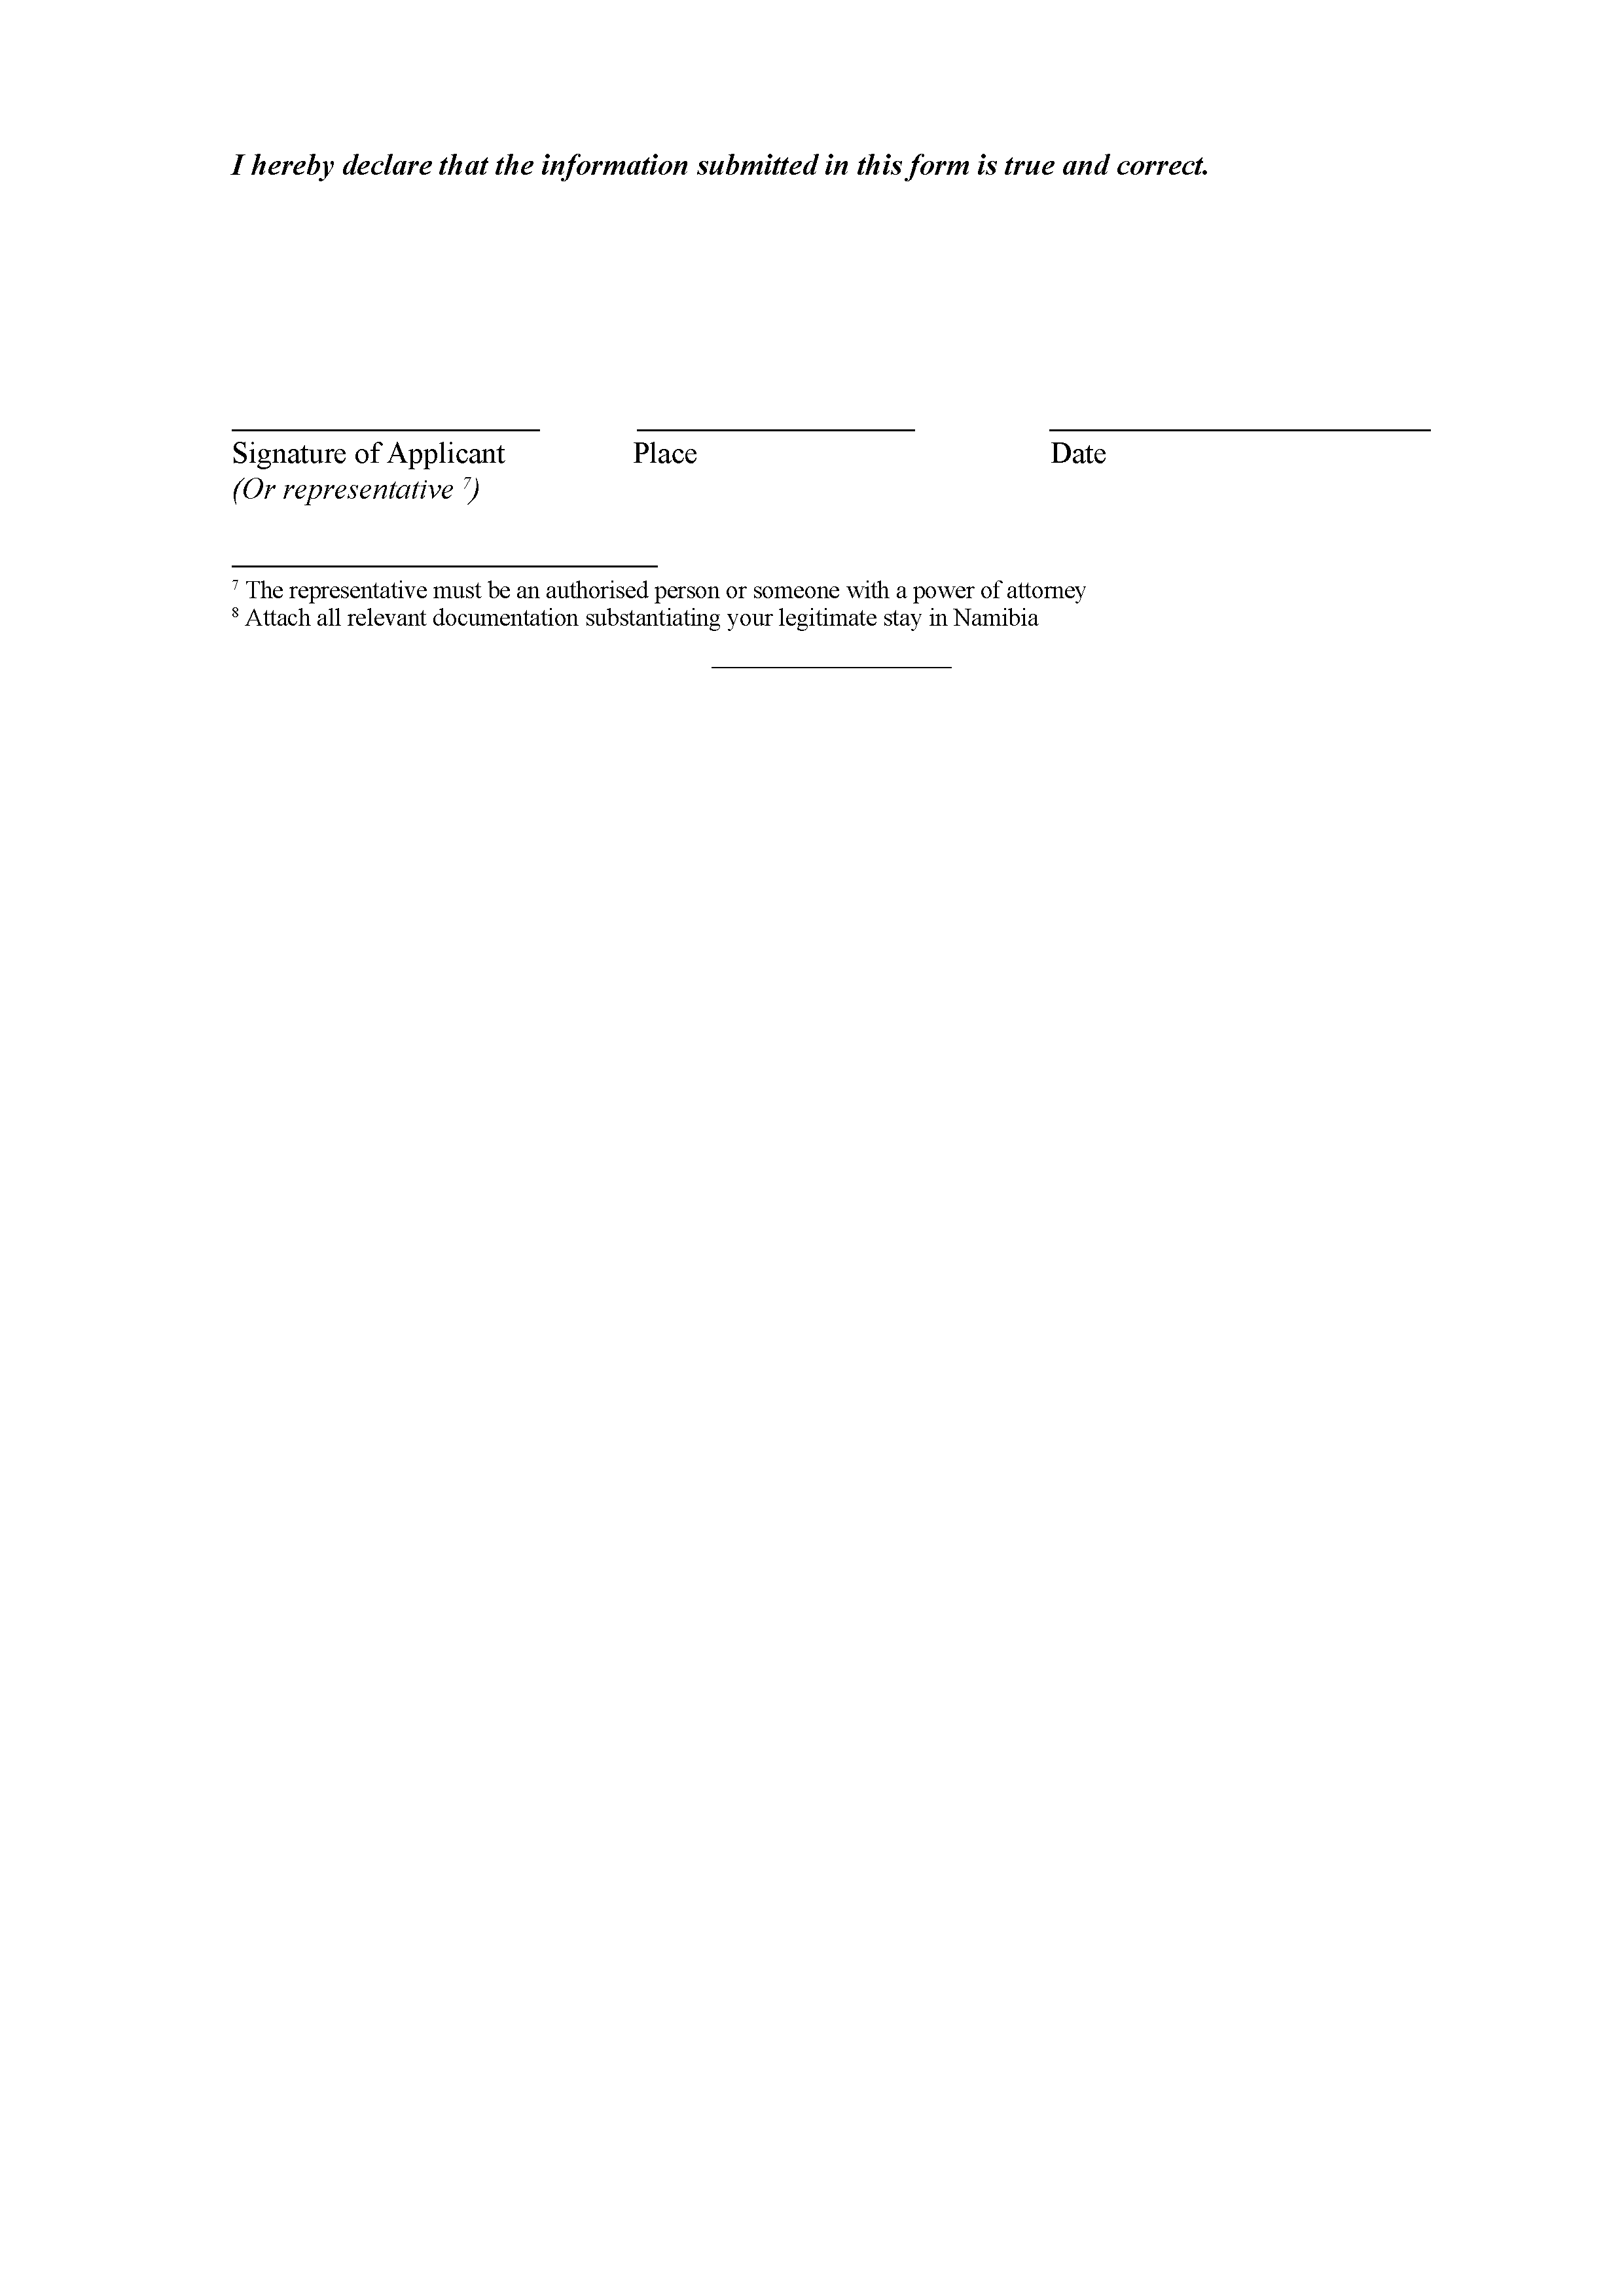 I hereby declare that the information submitted in this form is true and correct.
Signature of Applicant Place Date
(Or representative ⁷)
⁷ The representative must be an authorised person or someone with a power of attorney
⁸ Attach all relevant documentation substantiating your legitimate stay in Namibia